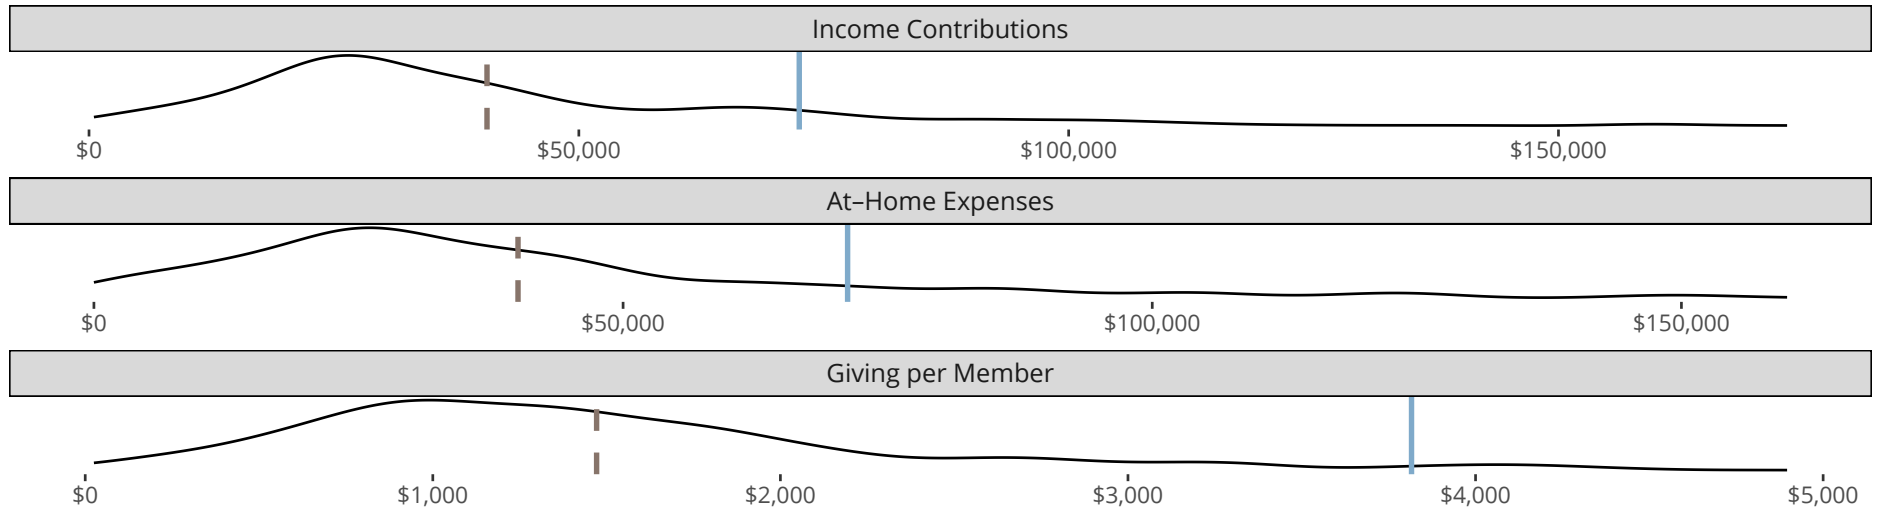 Income Contributions
$0 $50,000 $100,000 $150,000
At–Home Expenses
$0 $50,000 $100,000 $150,000
Giving per Member
$0 $1,000 $2,000 $3,000 $4,000 $5,000